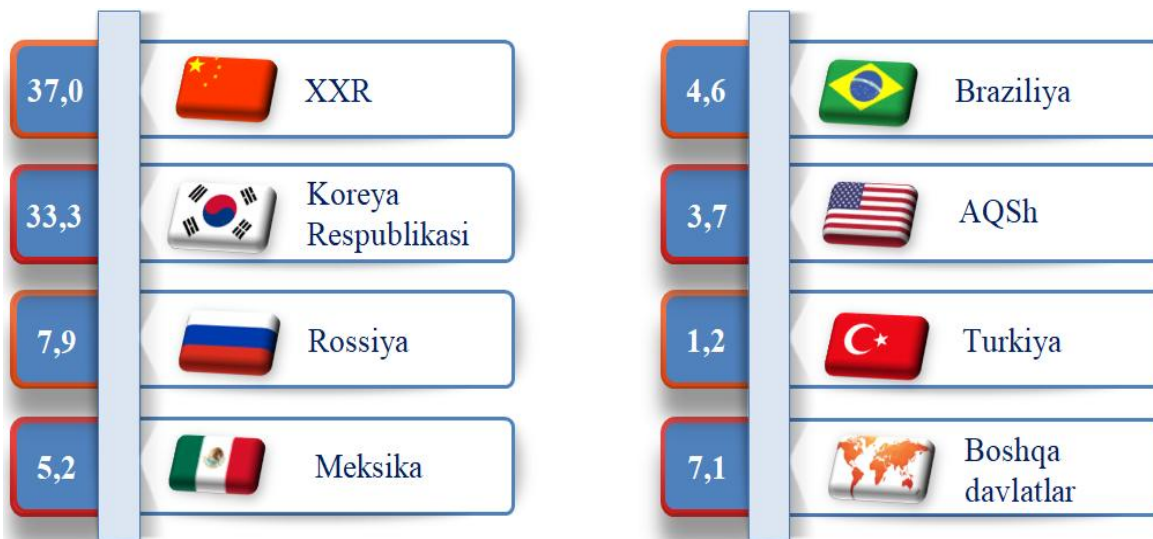 37,0
XXR
33,3
Koreya
Respublikasi
7,9
Rossiya
5,2
Meksika
4,6
Braziliya
3,7
AQSh
1,2
Turkiya
7,1
Boshqa
davlatlar